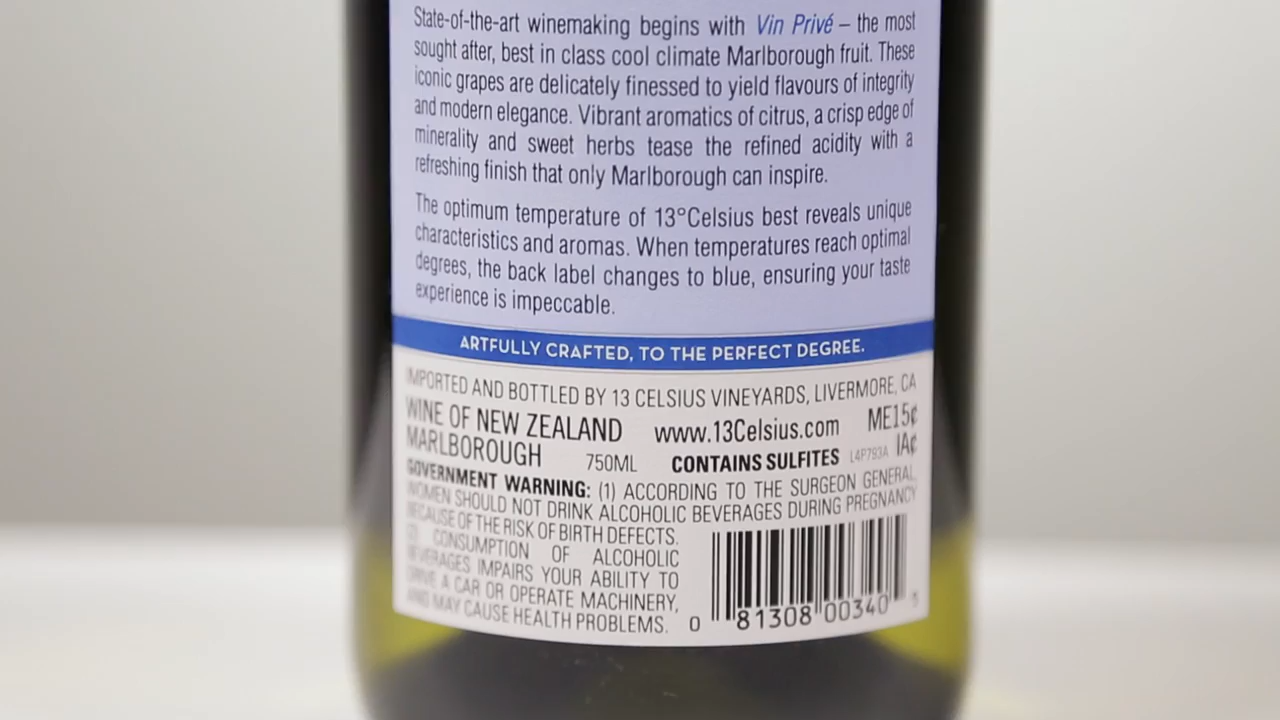 State-of-the-art winemaking begins with Vin Privé – the most
sought after, best in class cool climate Marlborough fruit. These
iconic grapes are delicately finessed to yield flavours of integrity
and modern elegance. Vibrant aromatics of citrus, a crisp edge of
minerality and sweet herbs tease the refined acidity with a
refreshing finish that only Marlborough can inspire.
The optimum temperature of 13°Celsius best reveals unique
characteristics and aromas. When temperatures reach optimal
degrees, the back label changes to blue, ensuring your taste
experience is impeccable.
ARTFULLY CRAFTED, TO THE PERFECT DEGREE.
IMPORTED AND BOTTLED BY 13 CELSIUS VINEYARDS, LIVERMORE, CA
WINE OF NEW ZEALAND www.13Celsius.com ME15¢
MARLBOROUGH 750ML CONTAINS SULFITES L4P793A IA¢
GOVERNMENT WARNING: (1) ACCORDING TO THE SURGEON GENERAL,
WOMEN SHOULD NOT DRINK ALCOHOLIC BEVERAGES DURING PREGNANCY
BECAUSE OF THE RISK OF BIRTH DEFECTS.
(2) CONSUMPTION OF ALCOHOLIC
BEVERAGES IMPAIRS YOUR ABILITY TO
DRIVE A CAR OR OPERATE MACHINERY,
AND MAY CAUSE HEALTH PROBLEMS.
0 81308 00340 5